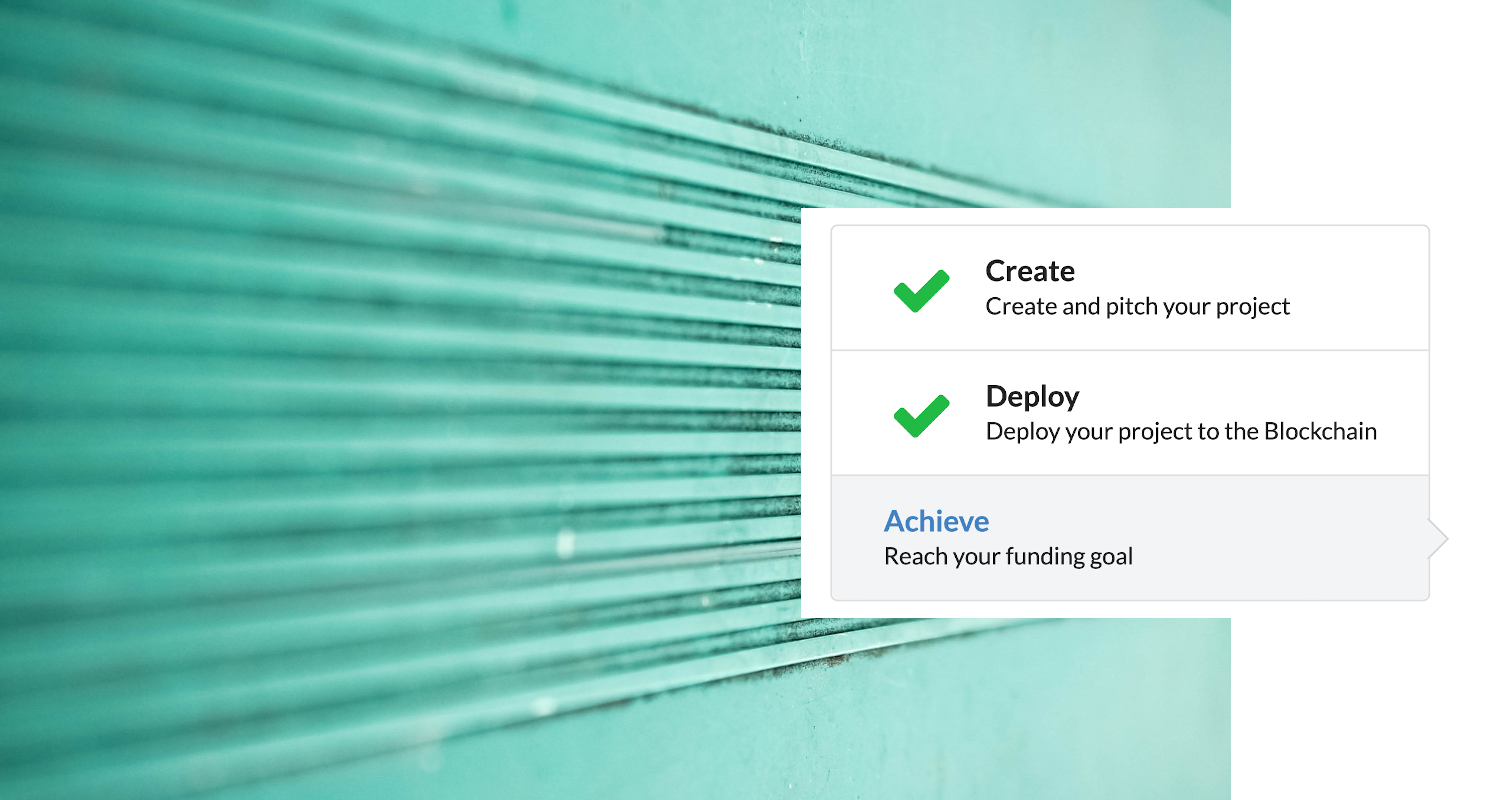 Create
Create and pitch your project
Deploy
Deploy your project to the Blockchain
Achieve
Reach your funding goal